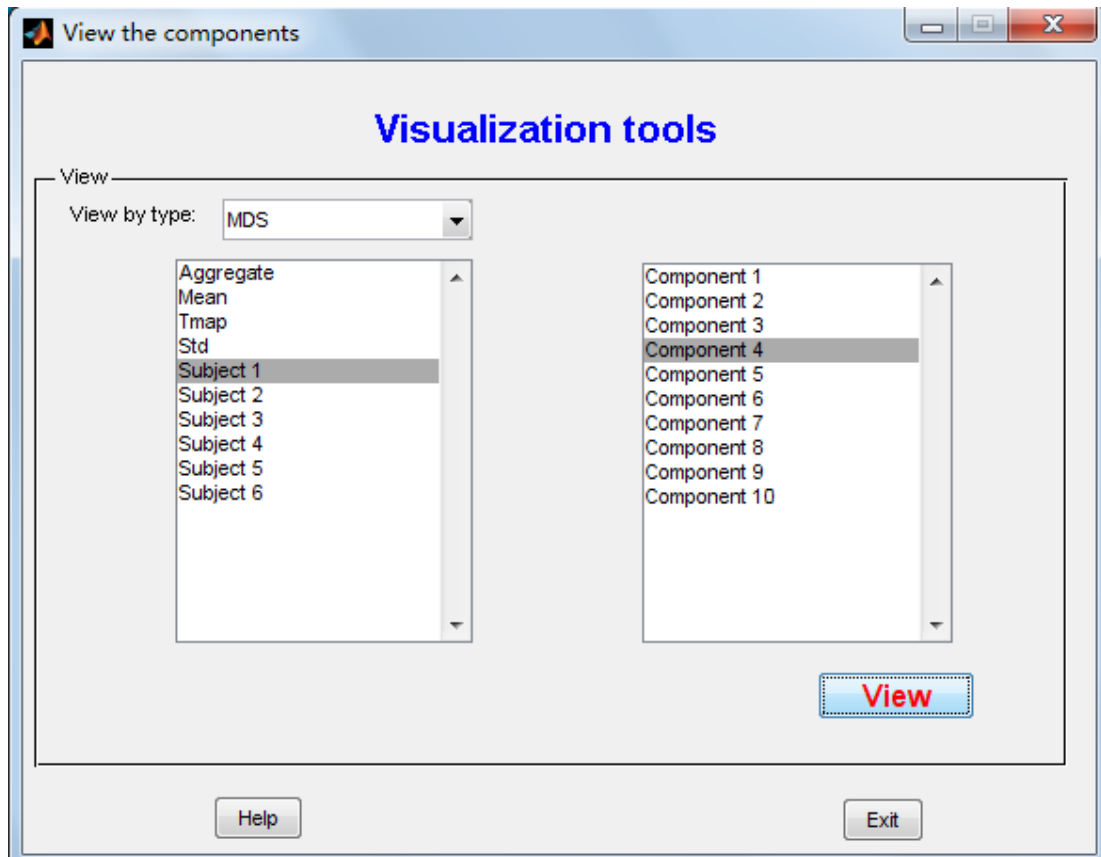 View the components
Visualization tools
View
View by type:
MDS
Aggregate
Mean
Tmap
Std
Subject 1
Subject 2
Subject 3
Subject 4
Subject 5
Subject 6
Component 1
Component 2
Component 3
Component 4
Component 5
Component 6
Component 7
Component 8
Component 9
Component 10
View
Help
Exit